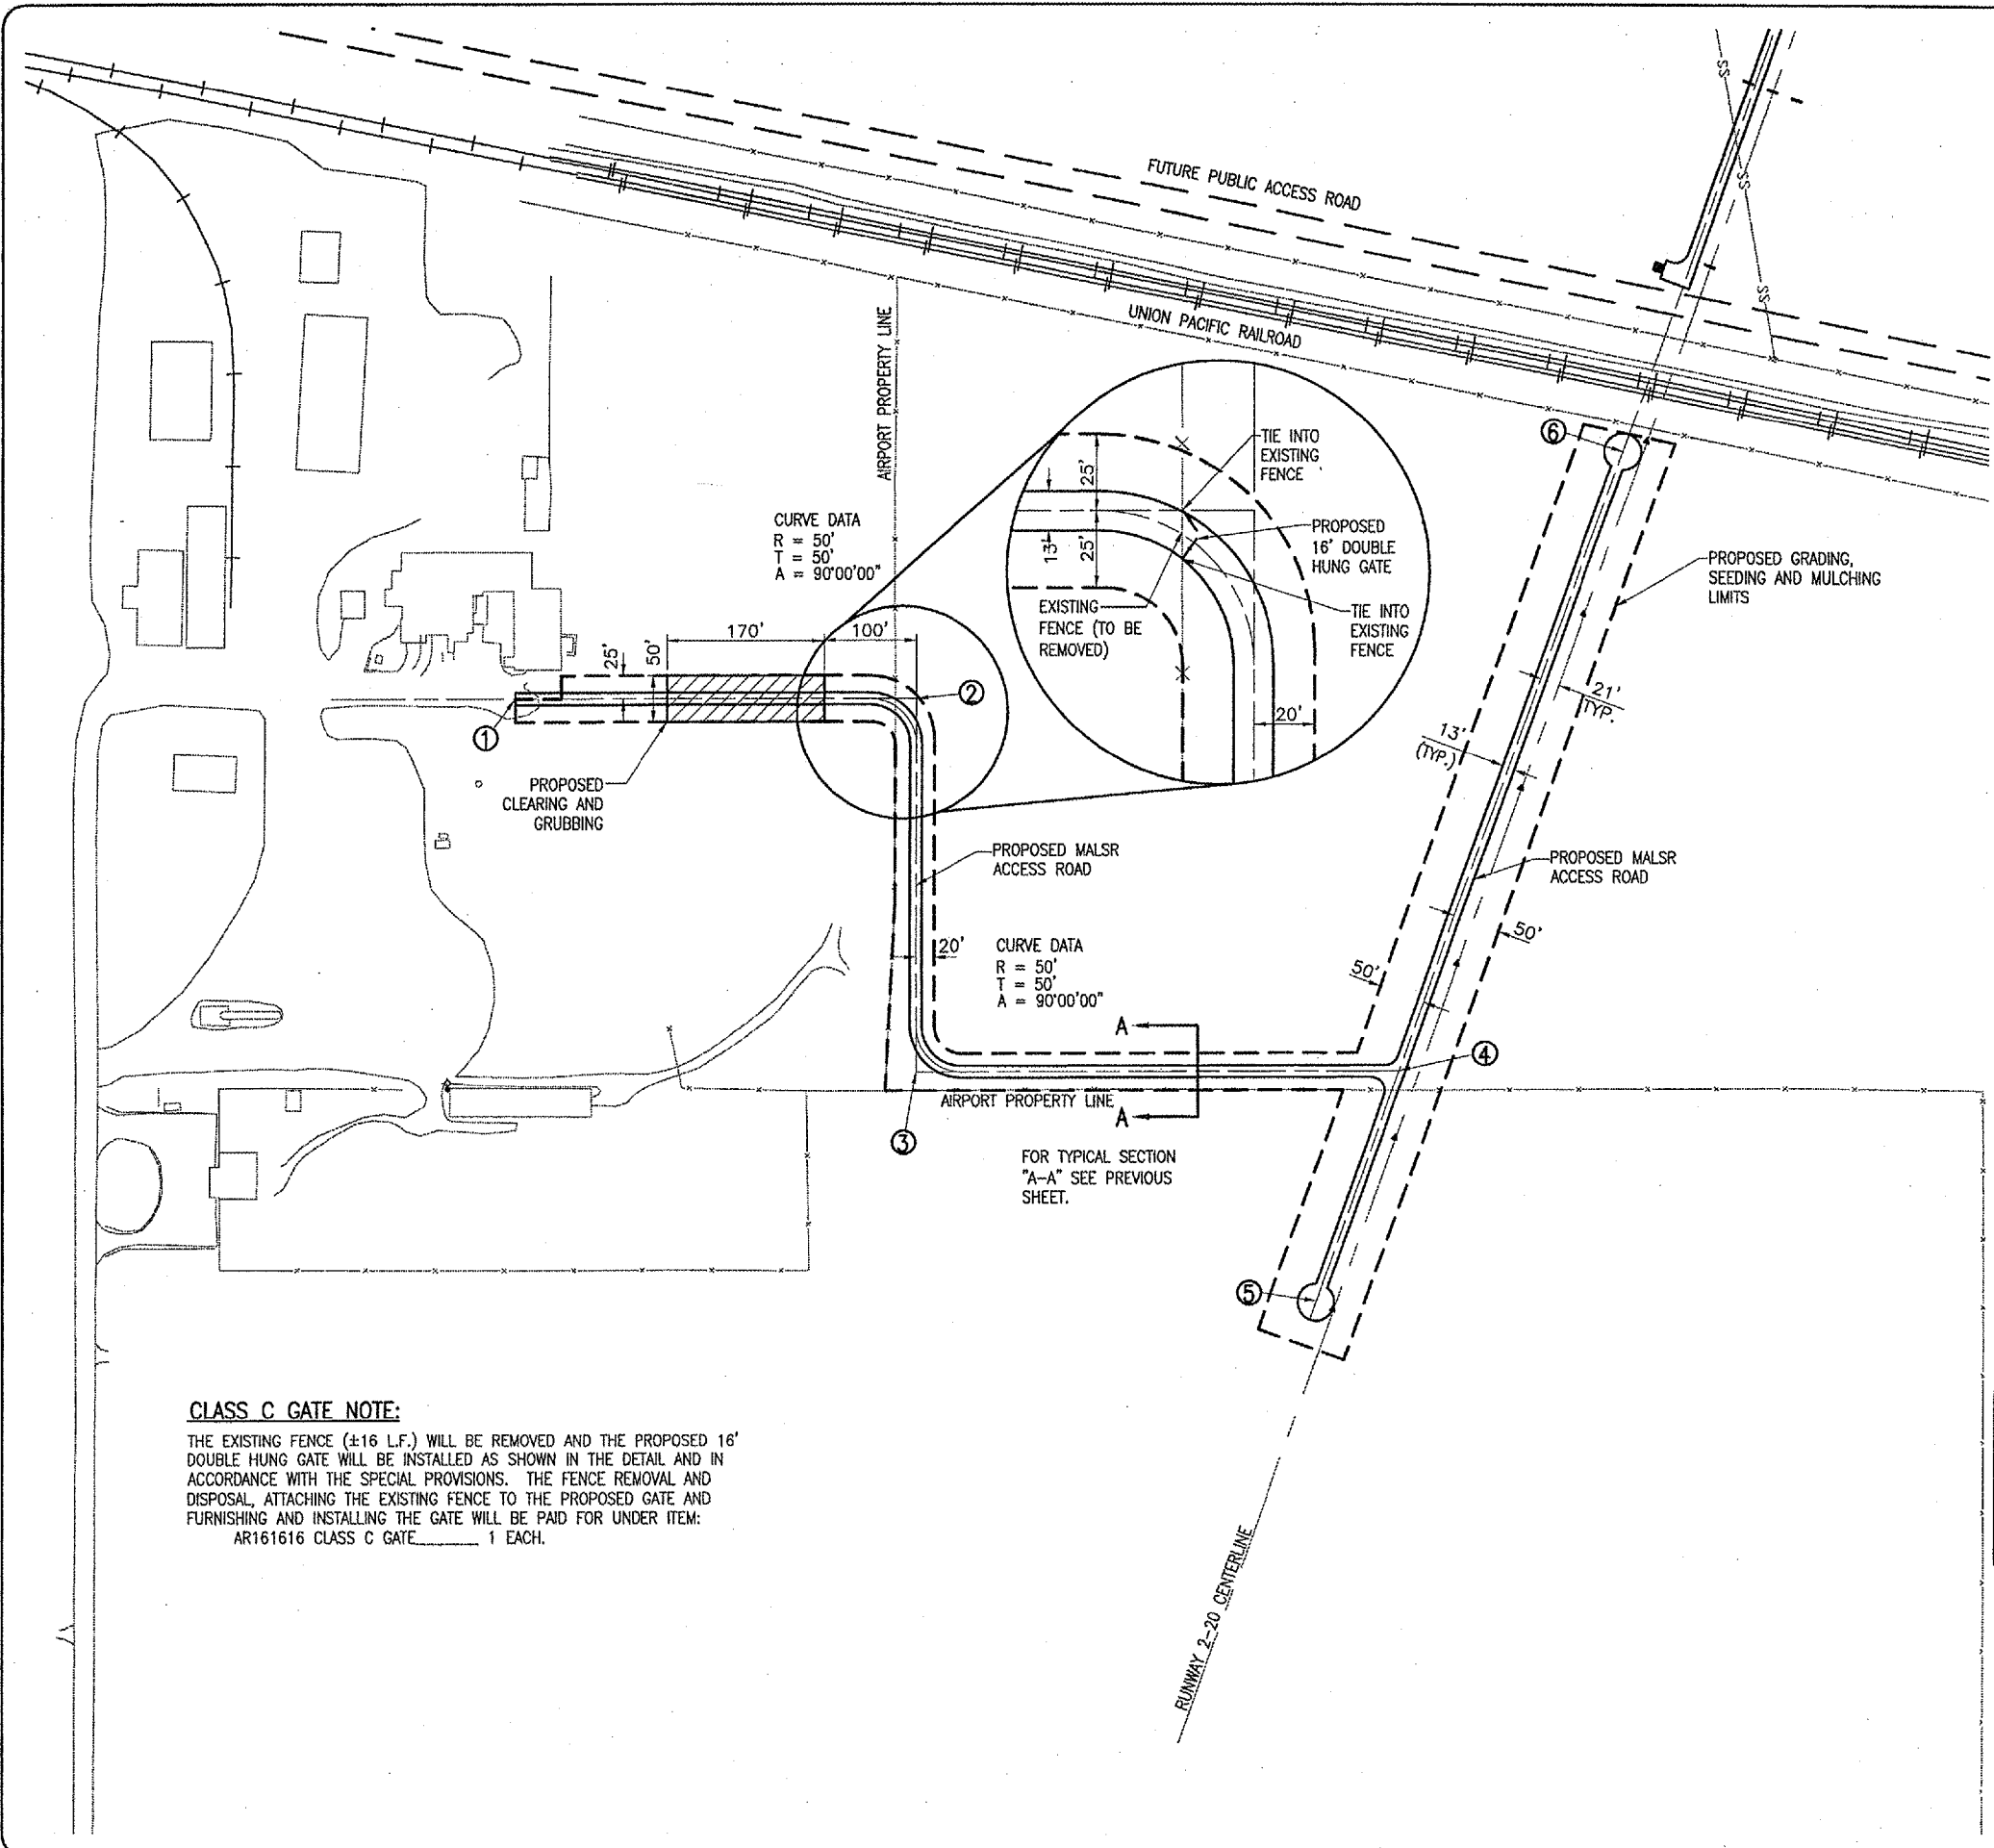 SS
SS
SS
SS
FUTURE PUBLIC ACCESS ROAD
UNION PACIFIC RAILROAD
AIRPORT PROPERTY LINE
CURVE DATA
R = 50'
T = 50'
A = 90°00'00"
TIE INTO
EXISTING
FENCE
25'
13'
25'
PROPOSED
16' DOUBLE
HUNG GATE
EXISTING
FENCE (TO BE
REMOVED)
TIE INTO
EXISTING
FENCE
20'
6
PROPOSED GRADING,
SEEDING AND MULCHING
LIMITS
170'
100'
25'
50'
1
2
PROPOSED
CLEARING AND
GRUBBING
21'
TYP.
13'
(TYP.)
PROPOSED MALSR
ACCESS ROAD
PROPOSED MALSR
ACCESS ROAD
20'
CURVE DATA
R = 50'
T = 50'
A = 90°00'00"
50'
50'
A
4
AIRPORT PROPERTY LINE
A
3
FOR TYPICAL SECTION
"A-A" SEE PREVIOUS
SHEET.
5
CLASS C GATE NOTE:
THE EXISTING FENCE (±16 L.F.) WILL BE REMOVED AND THE PROPOSED 16'
DOUBLE HUNG GATE WILL BE INSTALLED AS SHOWN IN THE DETAIL AND IN
ACCORDANCE WITH THE SPECIAL PROVISIONS. THE FENCE REMOVAL AND
DISPOSAL, ATTACHING THE EXISTING FENCE TO THE PROPOSED GATE AND
FURNISHING AND INSTALLING THE GATE WILL BE PAID FOR UNDER ITEM:
AR161616 CLASS C GATE________ 1 EACH.
RUNWAY 2-20 CENTERLINE